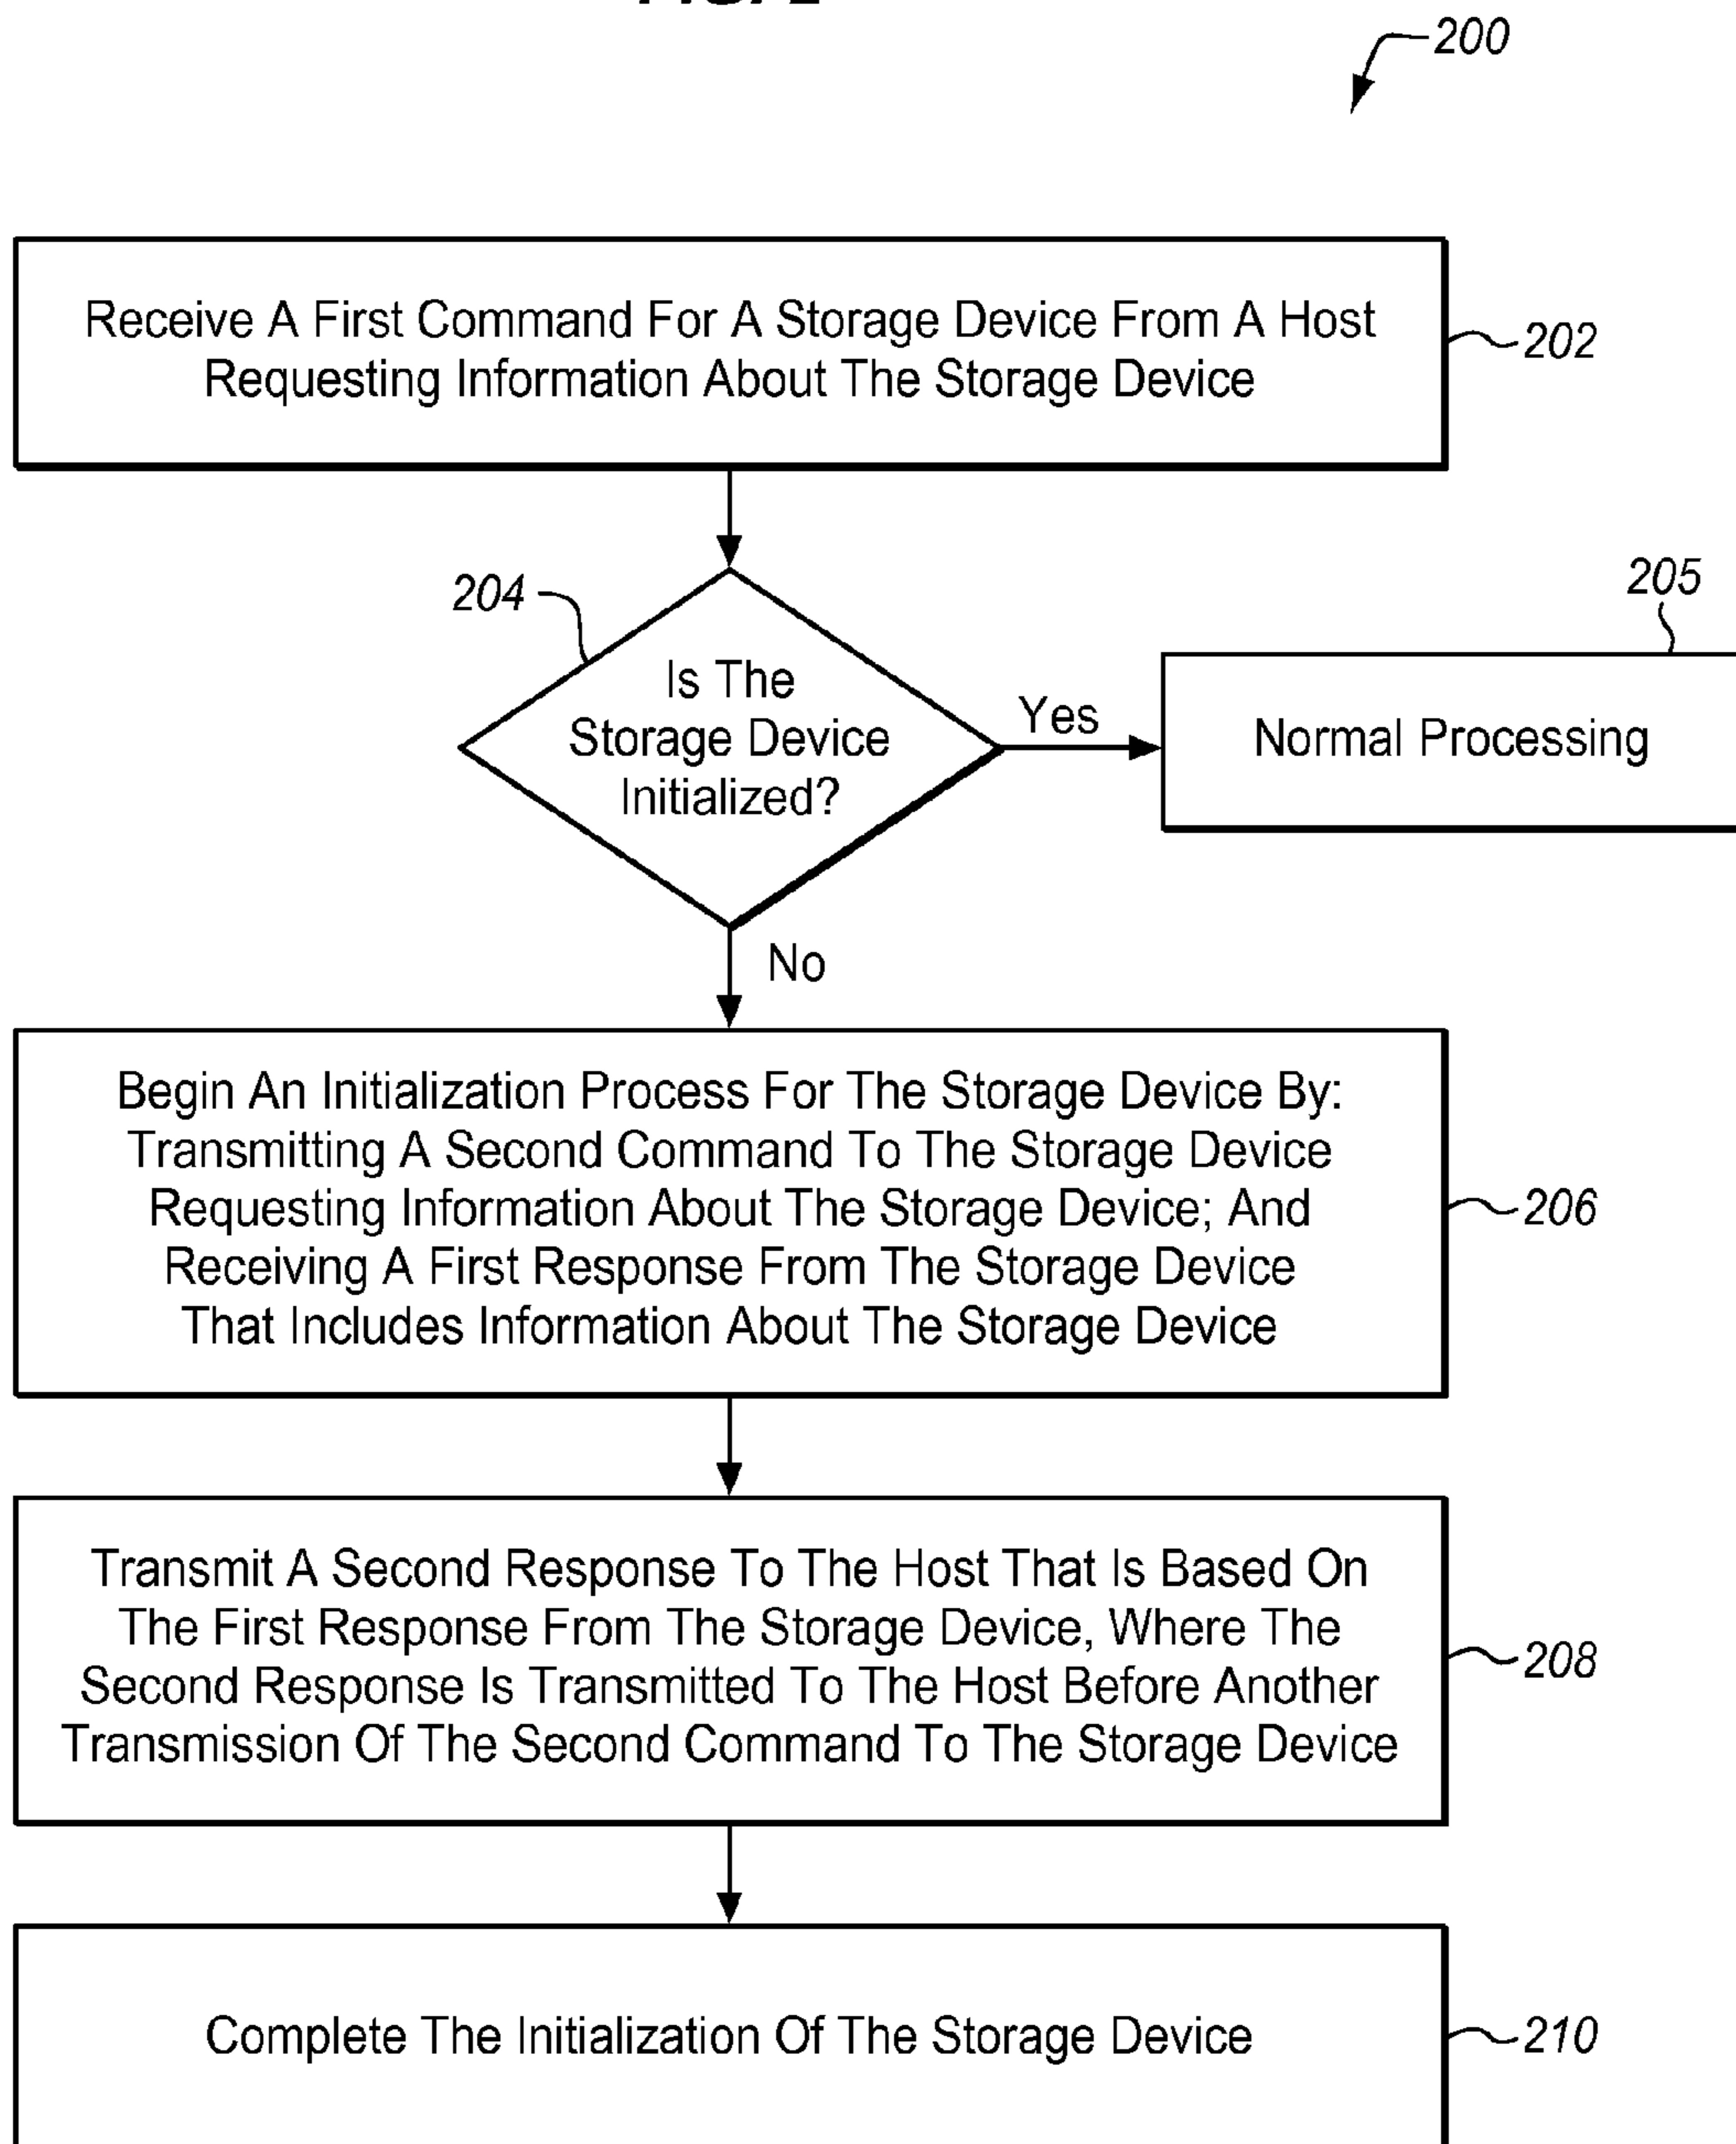 200
Receive A First Command For A Storage Device From A Host
Requesting Information About The Storage Device
202
204
Is The
Storage Device
Initialized?
Yes
205
Normal Processing
No
Begin An Initialization Process For The Storage Device By:
Transmitting A Second Command To The Storage Device
Requesting Information About The Storage Device; And
Receiving A First Response From The Storage Device
That Includes Information About The Storage Device
206
Transmit A Second Response To The Host That Is Based On
The First Response From The Storage Device, Where The
Second Response Is Transmitted To The Host Before Another
Transmission Of The Second Command To The Storage Device
208
Complete The Initialization Of The Storage Device
210